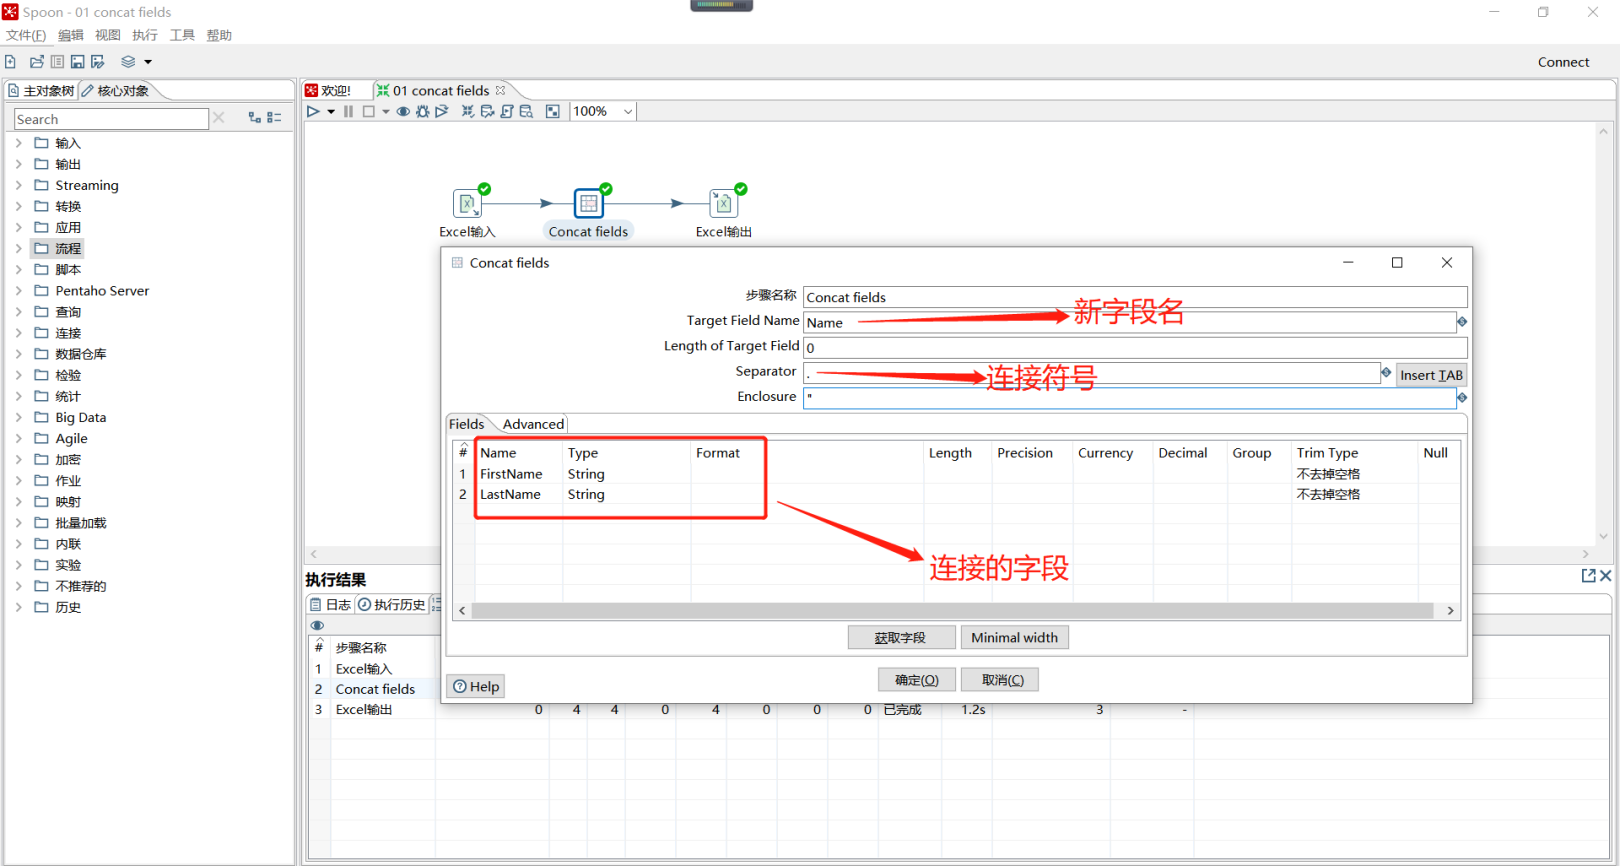 Spoon - 01 concat fields
文件(F) 编辑 视图 执行 工具 帮助
Connect
主对象树 核心对象
欢迎! 01 concat fields
Search
100%
输入
输出
Streaming
转换
应用
流程
脚本
Pentaho Server
查询
连接
数据仓库
检验
统计
Big Data
Agile
加密
作业
映射
批量加载
内联
实验
不推荐的
历史
Excel输入 Concat fields Excel输出
Concat fields
步骤名称 Concat fields
Target Field Name Name
新字段名
Length of Target Field 0
Separator . Insert TAB
连接符号
Enclosure "
Fields Advanced
# Name Type Format Length Precision Currency Decimal Group Trim Type Null
1 FirstName String 不去掉空格
2 LastName String 不去掉空格
连接的字段
获取字段 Minimal width
Help 确定(O) 取消(C)
执行结果
日志 执行历史
# 步骤名称
1 Excel输入
2 Concat fields
3 Excel输出 0 4 4 0 4 0 0 0 已完成 1.2s 3 -